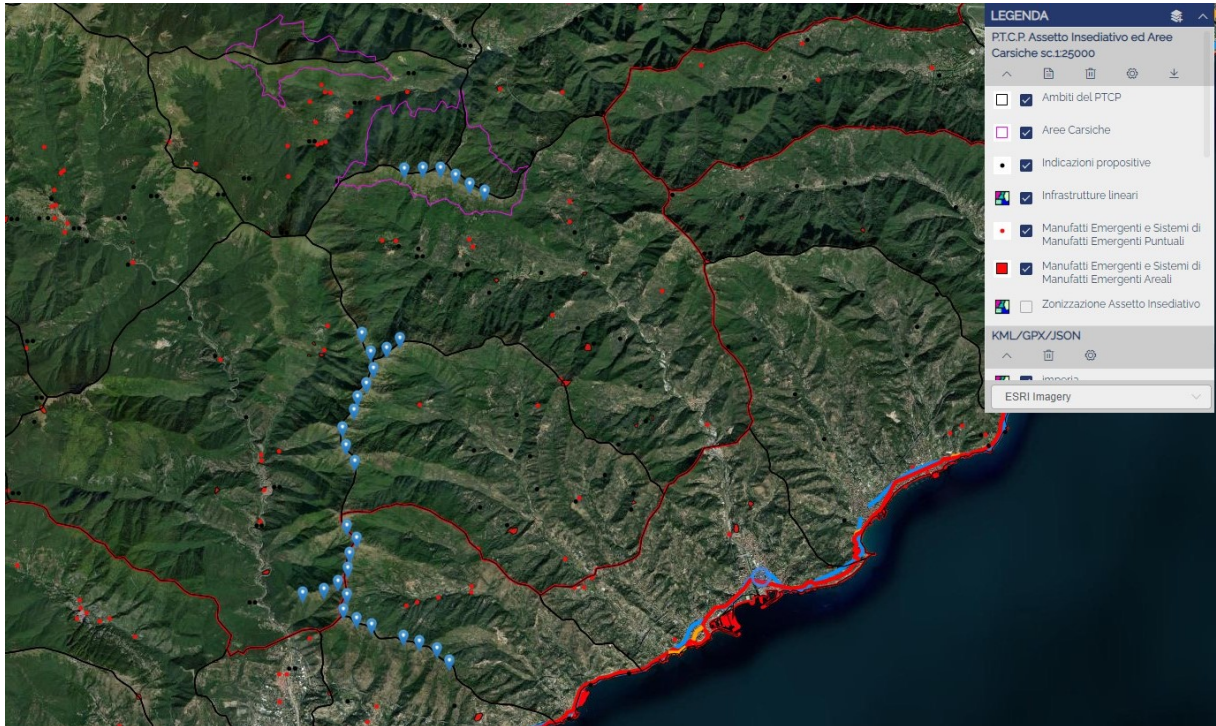 LEGENDA
P.T.C.P. Assetto Insediativo ed Aree
Carsiche sc.1:25000
Ambiti del PTCP
Aree Carsiche
Indicazioni propositive
Infrastrutture lineari
Manufatti Emergenti e Sistemi di
Manufatti Emergenti Puntuali
Manufatti Emergenti e Sistemi di
Manufatti Emergenti Areali
Zonizzazione Assetto Insediativo
KML/GPX/JSON
imperia
ESRI Imagery